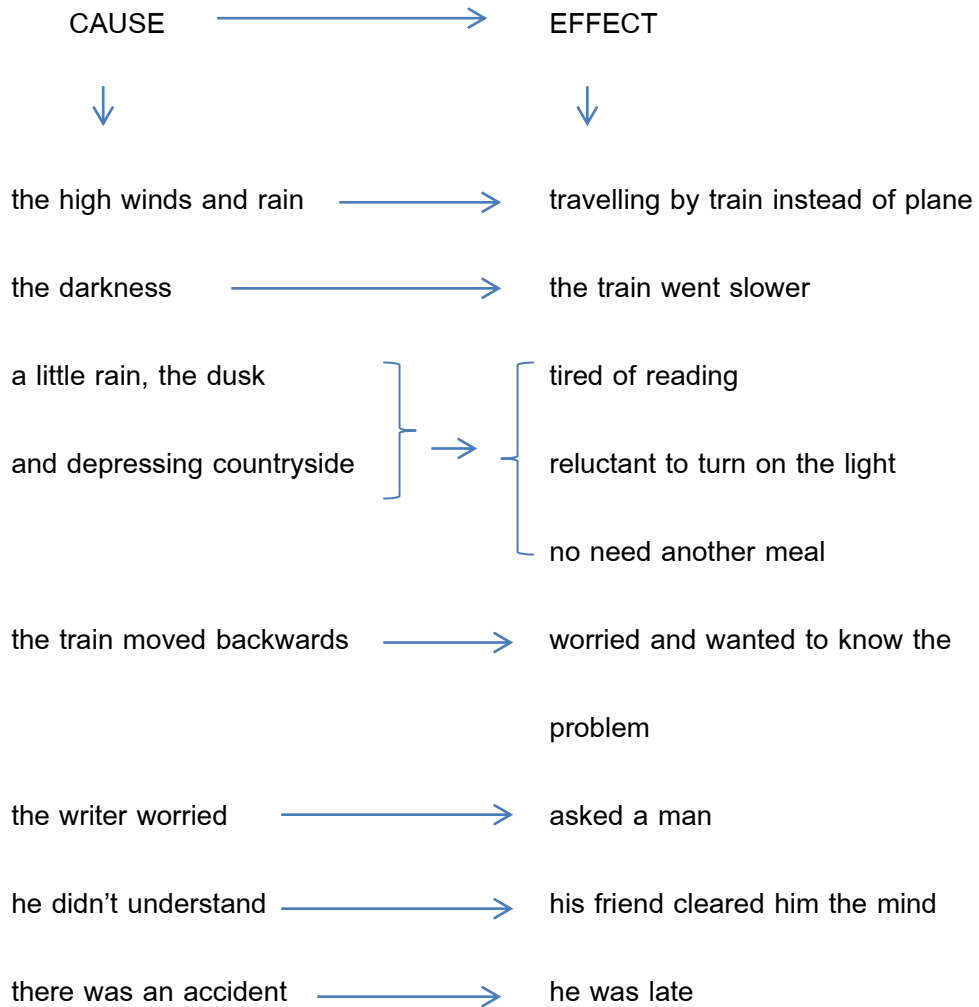 CAUSE EFFECT
the high winds and rain travelling by train instead of plane
the darkness the train went slower
a little rain, the dusk tired of reading
and depressing countryside reluctant to turn on the light
no need another meal
the train moved backwards worried and wanted to know the
problem
the writer worried asked a man
he didn’t understand his friend cleared him the mind
there was an accident he was late